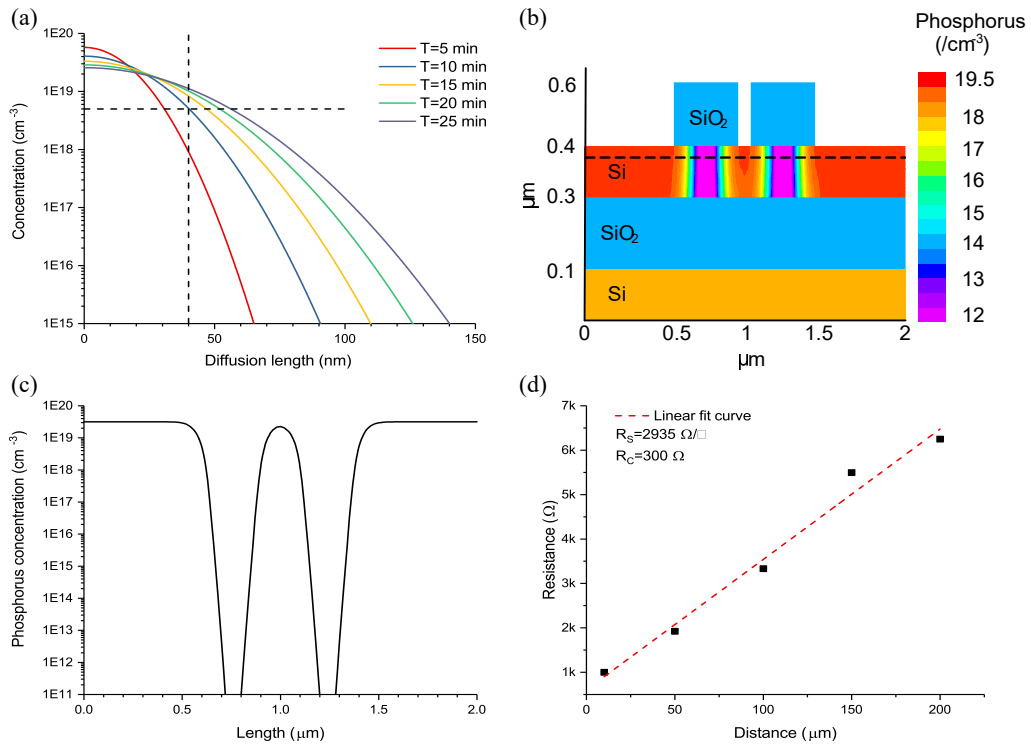 (a)
1E20
1E19
1E18
1E17
1E16
1E15
Concentration (cm⁻³)
0
50
100
150
Diffusion length (nm)
T=5 min
T=10 min
T=15 min
T=20 min
T=25 min
(b)
0.6
0.4
0.3
0.1
μm
SiO₂
Si
SiO₂
Si
0
0.5
1
1.5
2
μm
Phosphorus
(/cm⁻³)
19.5
18
18
17
16
15
14
13
12
(c)
1E20
1E19
1E18
1E17
1E16
1E15
1E14
1E13
1E12
1E11
Phosphorus concentration (cm⁻³)
0.0
0.5
1.0
1.5
2.0
Length (μm)
(d)
7k
6k
5k
4k
3k
2k
1k
Resistance (Ω)
0
50
100
150
200
Distance (μm)
Linear fit curve
R_S=2935 Ω/□
R_C=300 Ω